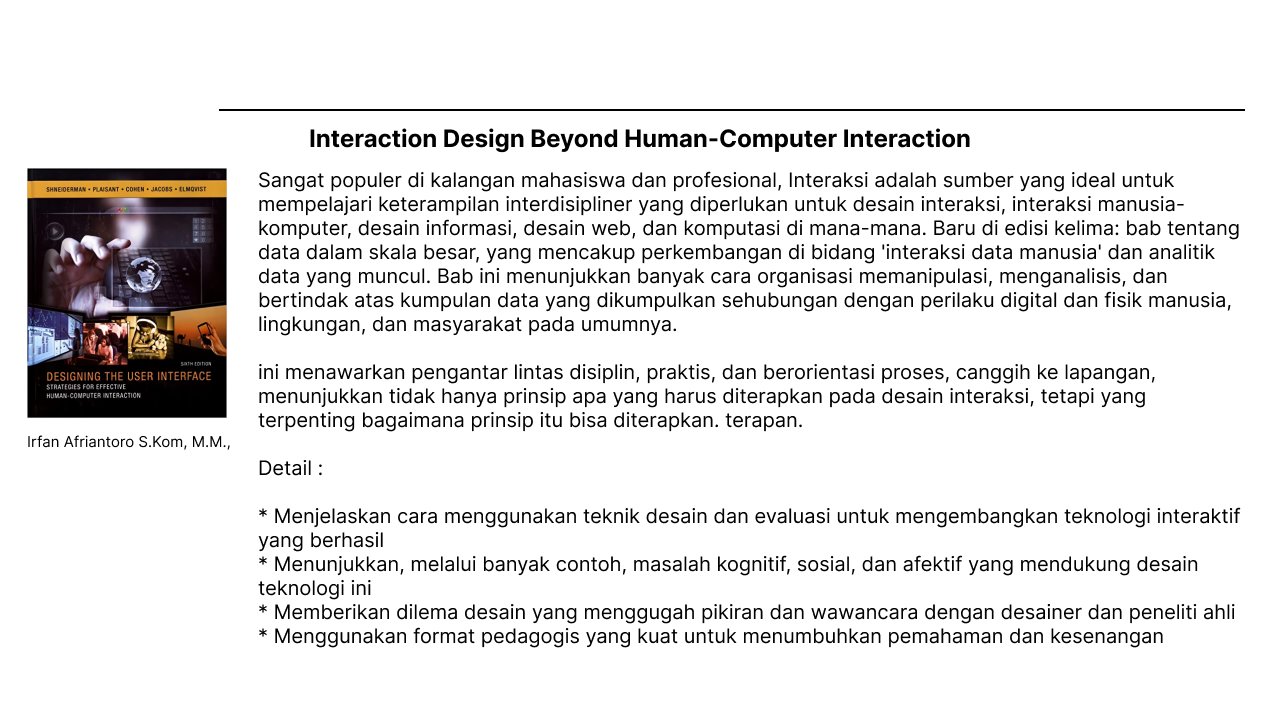 Interaction Design Beyond Human-Computer Interaction
SHNEIDERMAN • PLAISANT • COHEN • JACOBS • ELMQVIST
SIXTH EDITION
DESIGNING THE USER INTERFACE
STRATEGIES FOR EFFECTIVE
HUMAN-COMPUTER INTERACTION
Irfan Afriantoro S.Kom, M.M.,
Sangat populer di kalangan mahasiswa dan profesional, Interaksi adalah sumber yang ideal untuk
mempelajari keterampilan interdisipliner yang diperlukan untuk desain interaksi, interaksi manusia-
komputer, desain informasi, desain web, dan komputasi di mana-mana. Baru di edisi kelima: bab tentang
data dalam skala besar, yang mencakup perkembangan di bidang 'interaksi data manusia' dan analitik
data yang muncul. Bab ini menunjukkan banyak cara organisasi memanipulasi, menganalisis, dan
bertindak atas kumpulan data yang dikumpulkan sehubungan dengan perilaku digital dan fisik manusia,
lingkungan, dan masyarakat pada umumnya.
ini menawarkan pengantar lintas disiplin, praktis, dan berorientasi proses, canggih ke lapangan,
menunjukkan tidak hanya prinsip apa yang harus diterapkan pada desain interaksi, tetapi yang
terpenting bagaimana prinsip itu bisa diterapkan. terapan.
Detail :
* Menjelaskan cara menggunakan teknik desain dan evaluasi untuk mengembangkan teknologi interaktif
yang berhasil
* Menunjukkan, melalui banyak contoh, masalah kognitif, sosial, dan afektif yang mendukung desain
teknologi ini
* Memberikan dilema desain yang menggugah pikiran dan wawancara dengan desainer dan peneliti ahli
* Menggunakan format pedagogis yang kuat untuk menumbuhkan pemahaman dan kesenangan